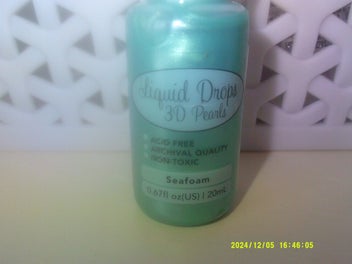 Liquid Drops
3D Pearls
ACID FREE
ARCHIVAL QUALITY
NON-TOXIC
Seafoam
0.67fl oz(US) | 20mL
2024/12/05 16:46:05